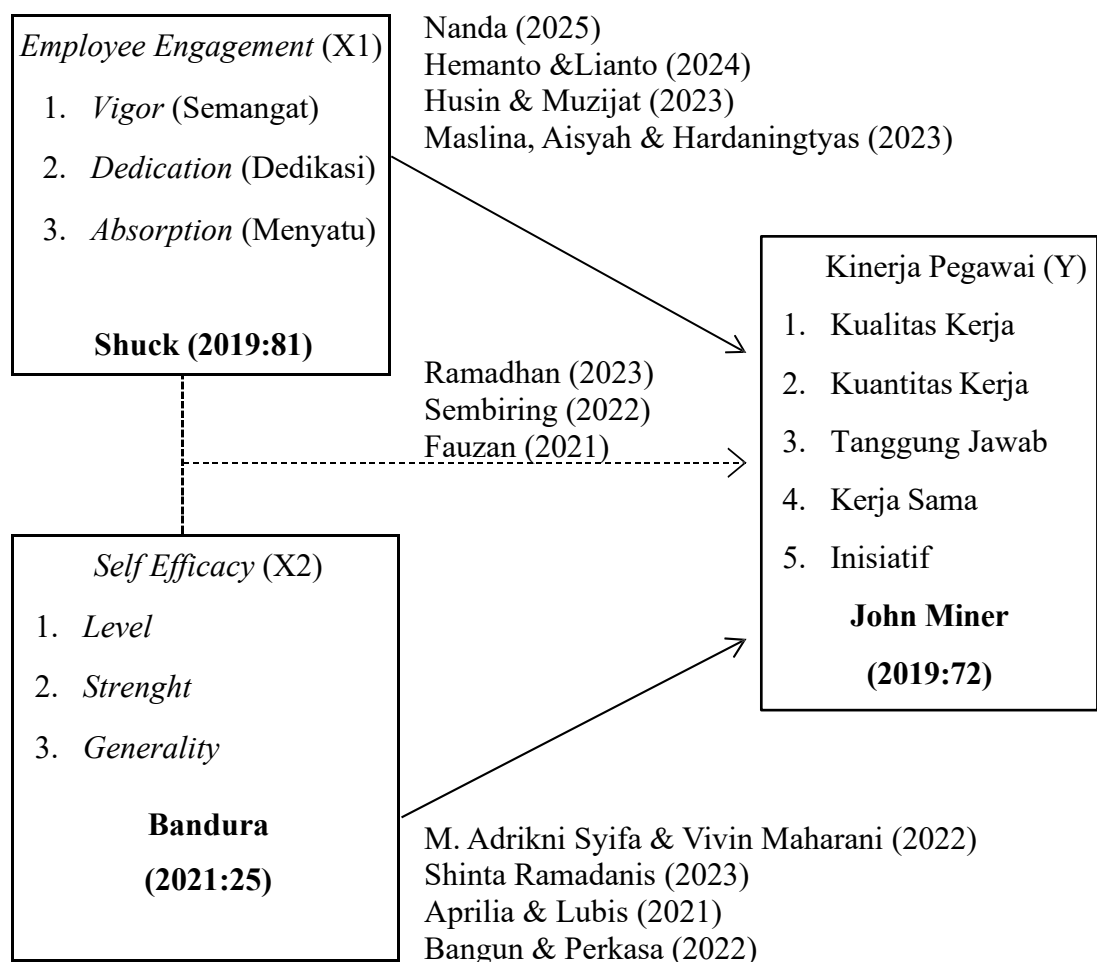 Employee Engagement (X1)
1. Vigor (Semangat)
2. Dedication (Dedikasi)
3. Absorption (Menyatu)
Shuck (2019:81)
Nanda (2025)
Hemanto &Lianto (2024)
Husin & Muzijat (2023)
Maslina, Aisyah & Hardaningtyas (2023)
Kinerja Pegawai (Y)
1. Kualitas Kerja
2. Kuantitas Kerja
3. Tanggung Jawab
4. Kerja Sama
5. Inisiatif
John Miner
(2019:72)
Ramadhan (2023)
Sembiring (2022)
Fauzan (2021)
Self Efficacy (X2)
1. Level
2. Strenght
3. Generality
Bandura
(2021:25)
M. Adrikni Syifa & Vivin Maharani (2022)
Shinta Ramadanis (2023)
Aprilia & Lubis (2021)
Bangun & Perkasa (2022)